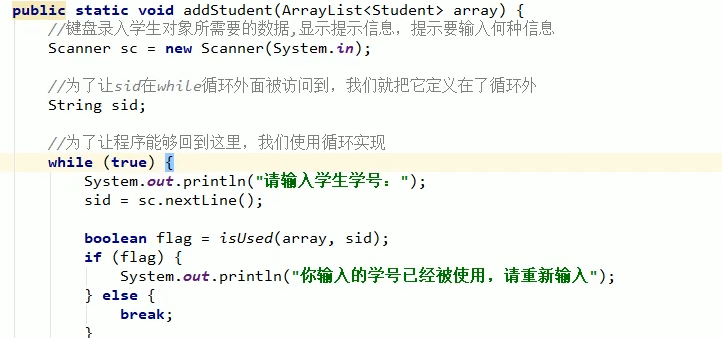 public static void addStudent(ArrayList<Student> array) {
//键盘录入学生对象所需要的数据,显示提示信息，提示要输入何种信息
Scanner sc = new Scanner(System.in);
//为了让sid在while循环外面被访问到，我们就把它定义在了循环外
String sid;
//为了让程序能够回到这里，我们使用循环实现
while (true) {
System.out.println("请输入学生学号：");
sid = sc.nextLine();
boolean flag = isUsed(array, sid);
if (flag) {
System.out.println("你输入的学号已经被使用，请重新输入");
} else {
break;
}